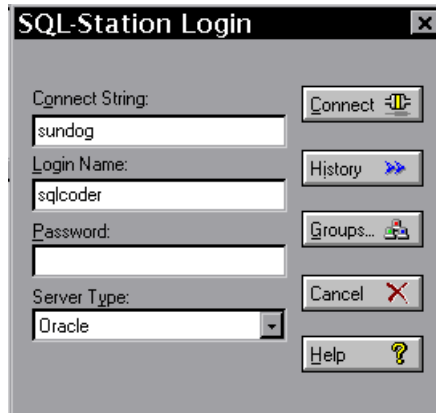 SQL-Station Login
Connect String:
sundog
Connect
Login Name:
sqlcoder
History
Password:
Groups...
Server Type:
Oracle
Cancel
Help